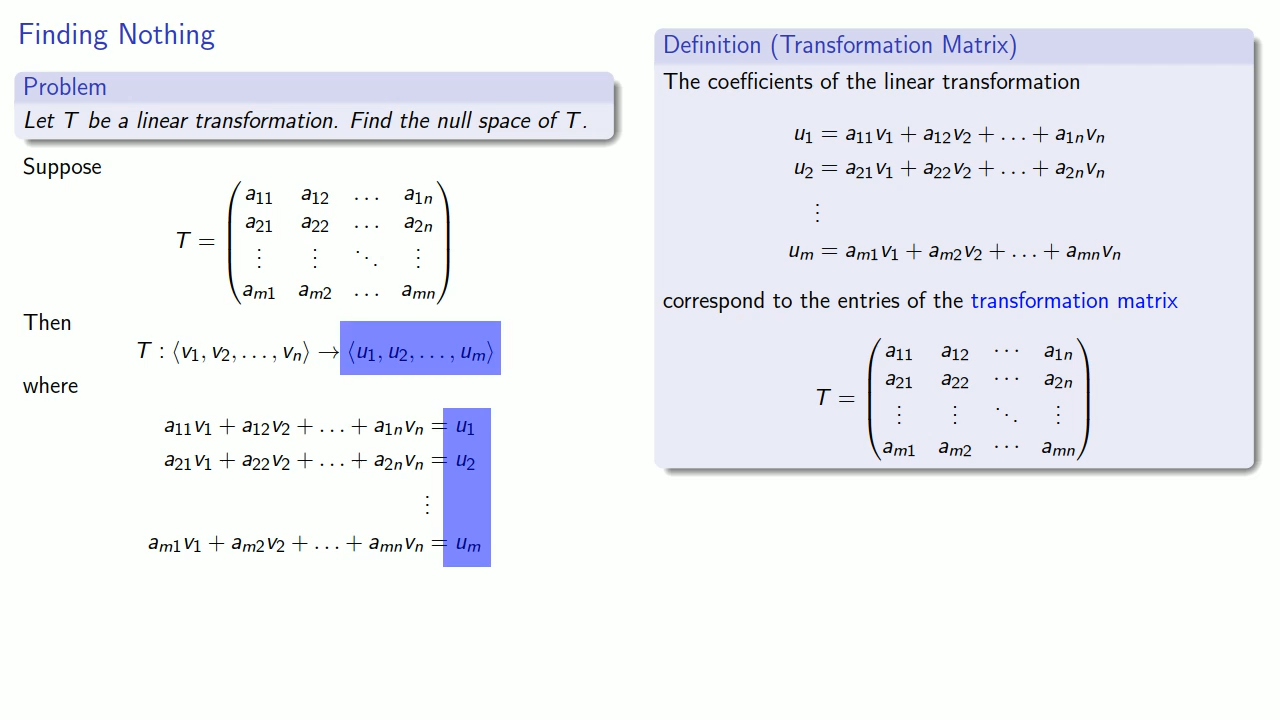 Finding Nothing
Problem
Let T be a linear transformation. Find the null space of T.
Suppose
T = ( a11 a12 … a1n
a21 a22 … a2n
⋮ ⋮ ⋱ ⋮
am1 am2 … amn )
Then
T : ⟨v1, v2, …, vn⟩ → ⟨u1, u2, …, um⟩
where
a11v1 + a12v2 + … + a1nvn = u1
a21v1 + a22v2 + … + a2nvn = u2
⋮
am1v1 + am2v2 + … + amnvn = um
Definition (Transformation Matrix)
The coefficients of the linear transformation
u1 = a11v1 + a12v2 + … + a1nvn
u2 = a21v1 + a22v2 + … + a2nvn
⋮
um = am1v1 + am2v2 + … + amnvn
correspond to the entries of the transformation matrix
T = ( a11 a12 ⋯ a1n
a21 a22 ⋯ a2n
⋮ ⋮ ⋱ ⋮
am1 am2 ⋯ amn )